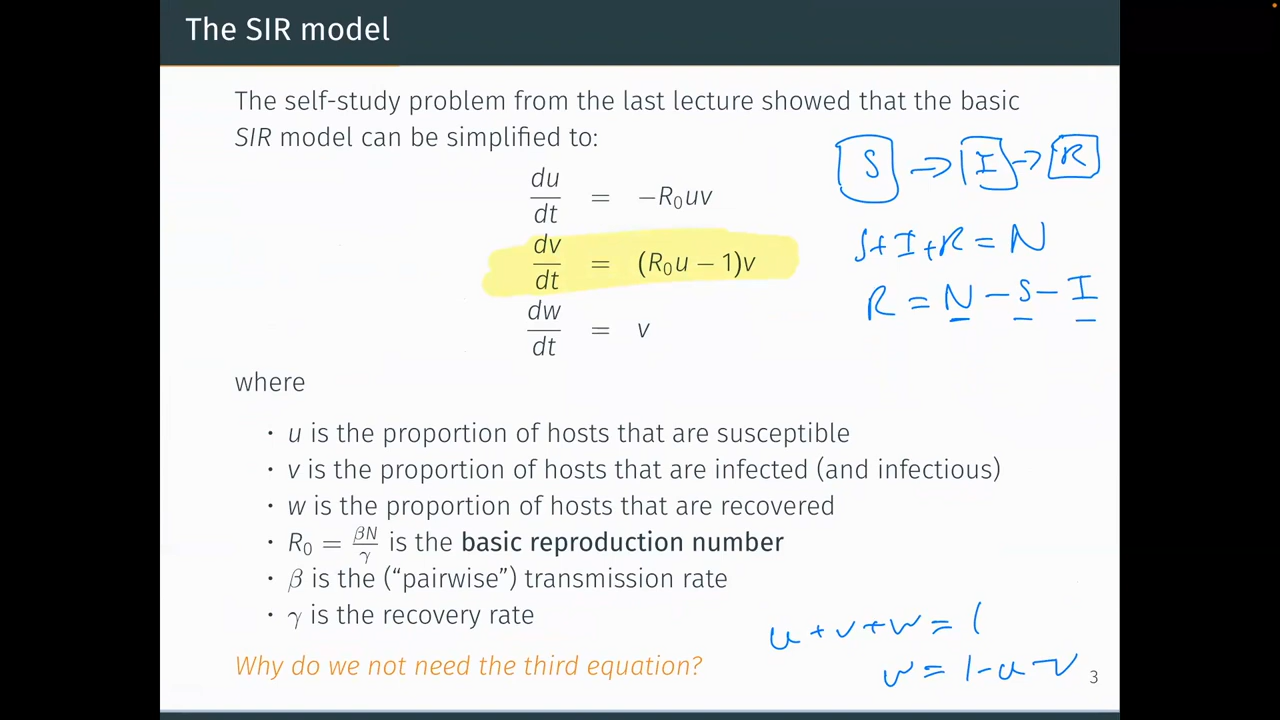 The SIR model
The self-study problem from the last lecture showed that the basic
SIR model can be simplified to:
du/dt = −R₀uv
dv/dt = (R₀u − 1)v
dw/dt = v
S → I → R
S + I + R = N
R = N − S − I
where
· u is the proportion of hosts that are susceptible
· v is the proportion of hosts that are infected (and infectious)
· w is the proportion of hosts that are recovered
· R₀ = βN/γ is the basic reproduction number
· β is the (“pairwise”) transmission rate
· γ is the recovery rate
u + v + w = 1
w = 1 − u − v
Why do we not need the third equation?
3